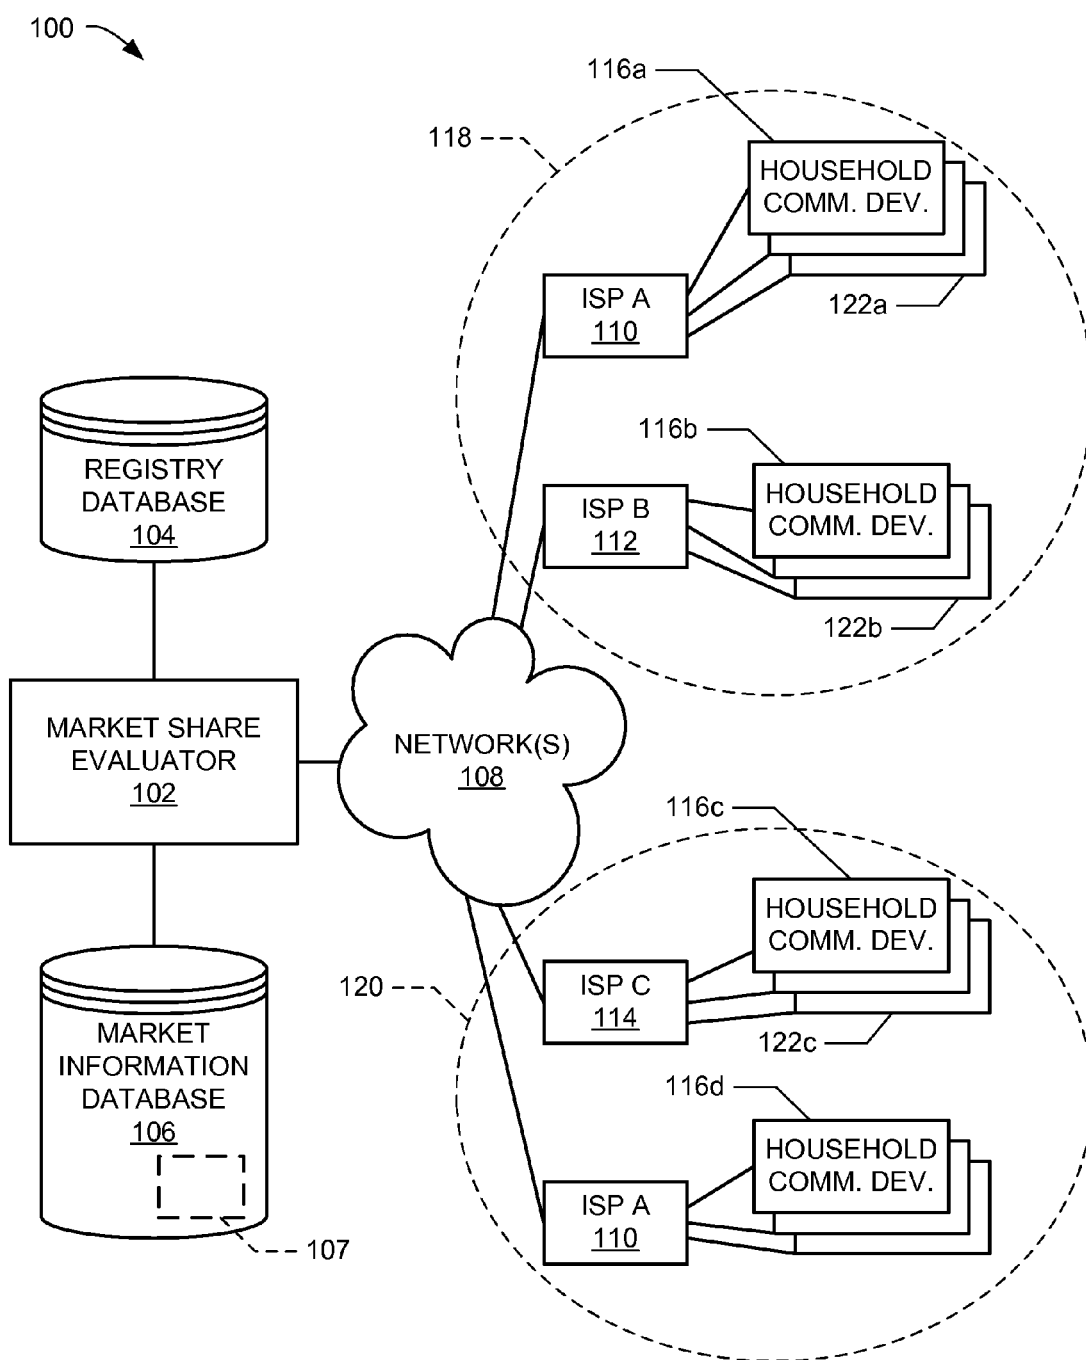 100
116a
118
HOUSEHOLD
COMM. DEV.
ISP A
110
122a
116b
REGISTRY
DATABASE
104
ISP B
112
HOUSEHOLD
COMM. DEV.
122b
MARKET SHARE
EVALUATOR
102
NETWORK(S)
108
116c
HOUSEHOLD
COMM. DEV.
120
ISP C
114
122c
MARKET
INFORMATION
DATABASE
106
107
116d
HOUSEHOLD
COMM. DEV.
ISP A
110